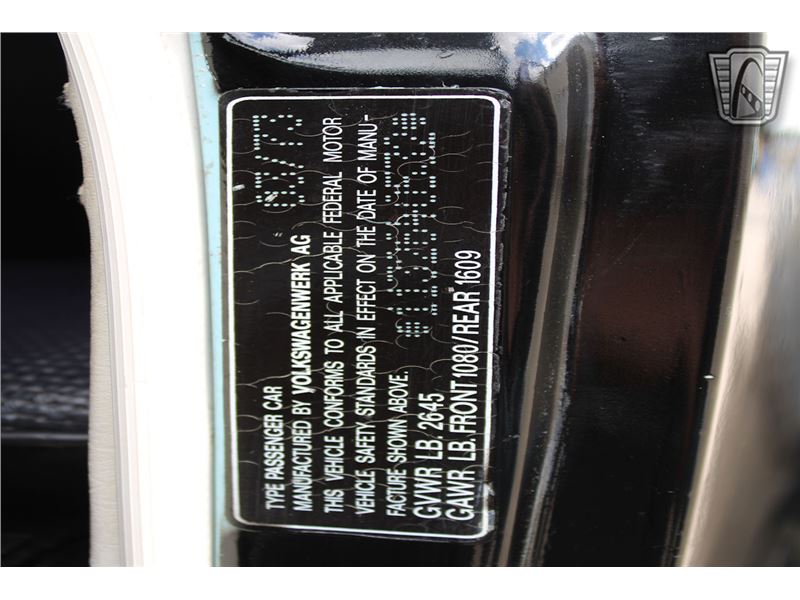 TYPE PASSENGER CAR
MANUFACTURED BY VOLKSWAGENWERK AG
THIS VEHICLE CONFORMS TO ALL APPLICABLE FEDERAL MOTOR
VEHICLE SAFETY STANDARDS IN EFFECT ON THE DATE OF MANU-
FACTURE SHOWN ABOVE.
GVWR LB. 2645
GAWR LB. FRONT 1080/REAR 1609